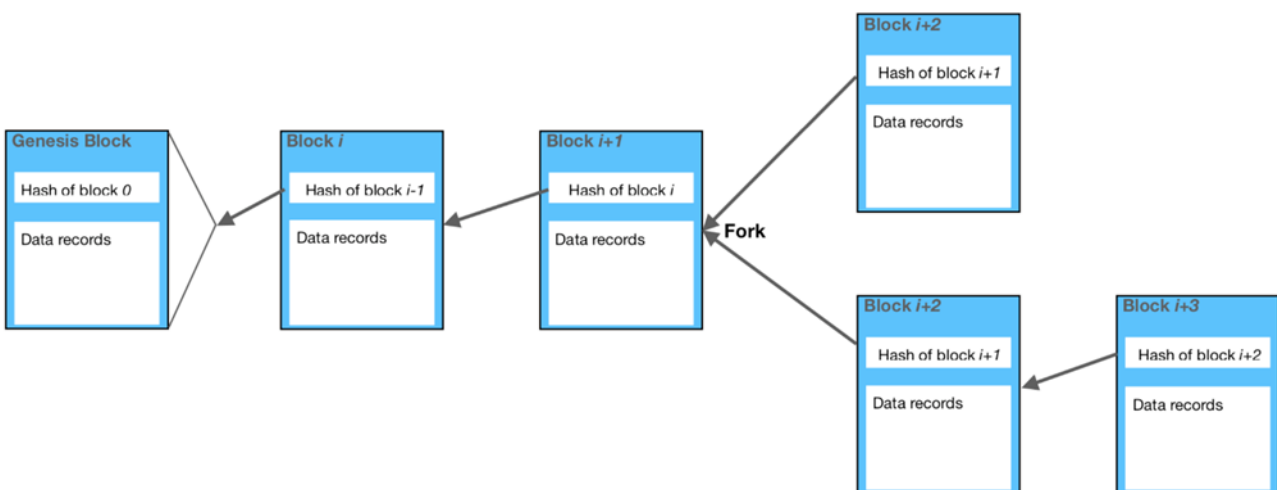 Genesis Block
Hash of block 0
Data records
Block i
Hash of block i-1
Data records
Block i+1
Hash of block i
Data records
Fork
Block i+2
Hash of block i+1
Data records
Block i+2
Hash of block i+1
Data records
Block i+3
Hash of block i+2
Data records